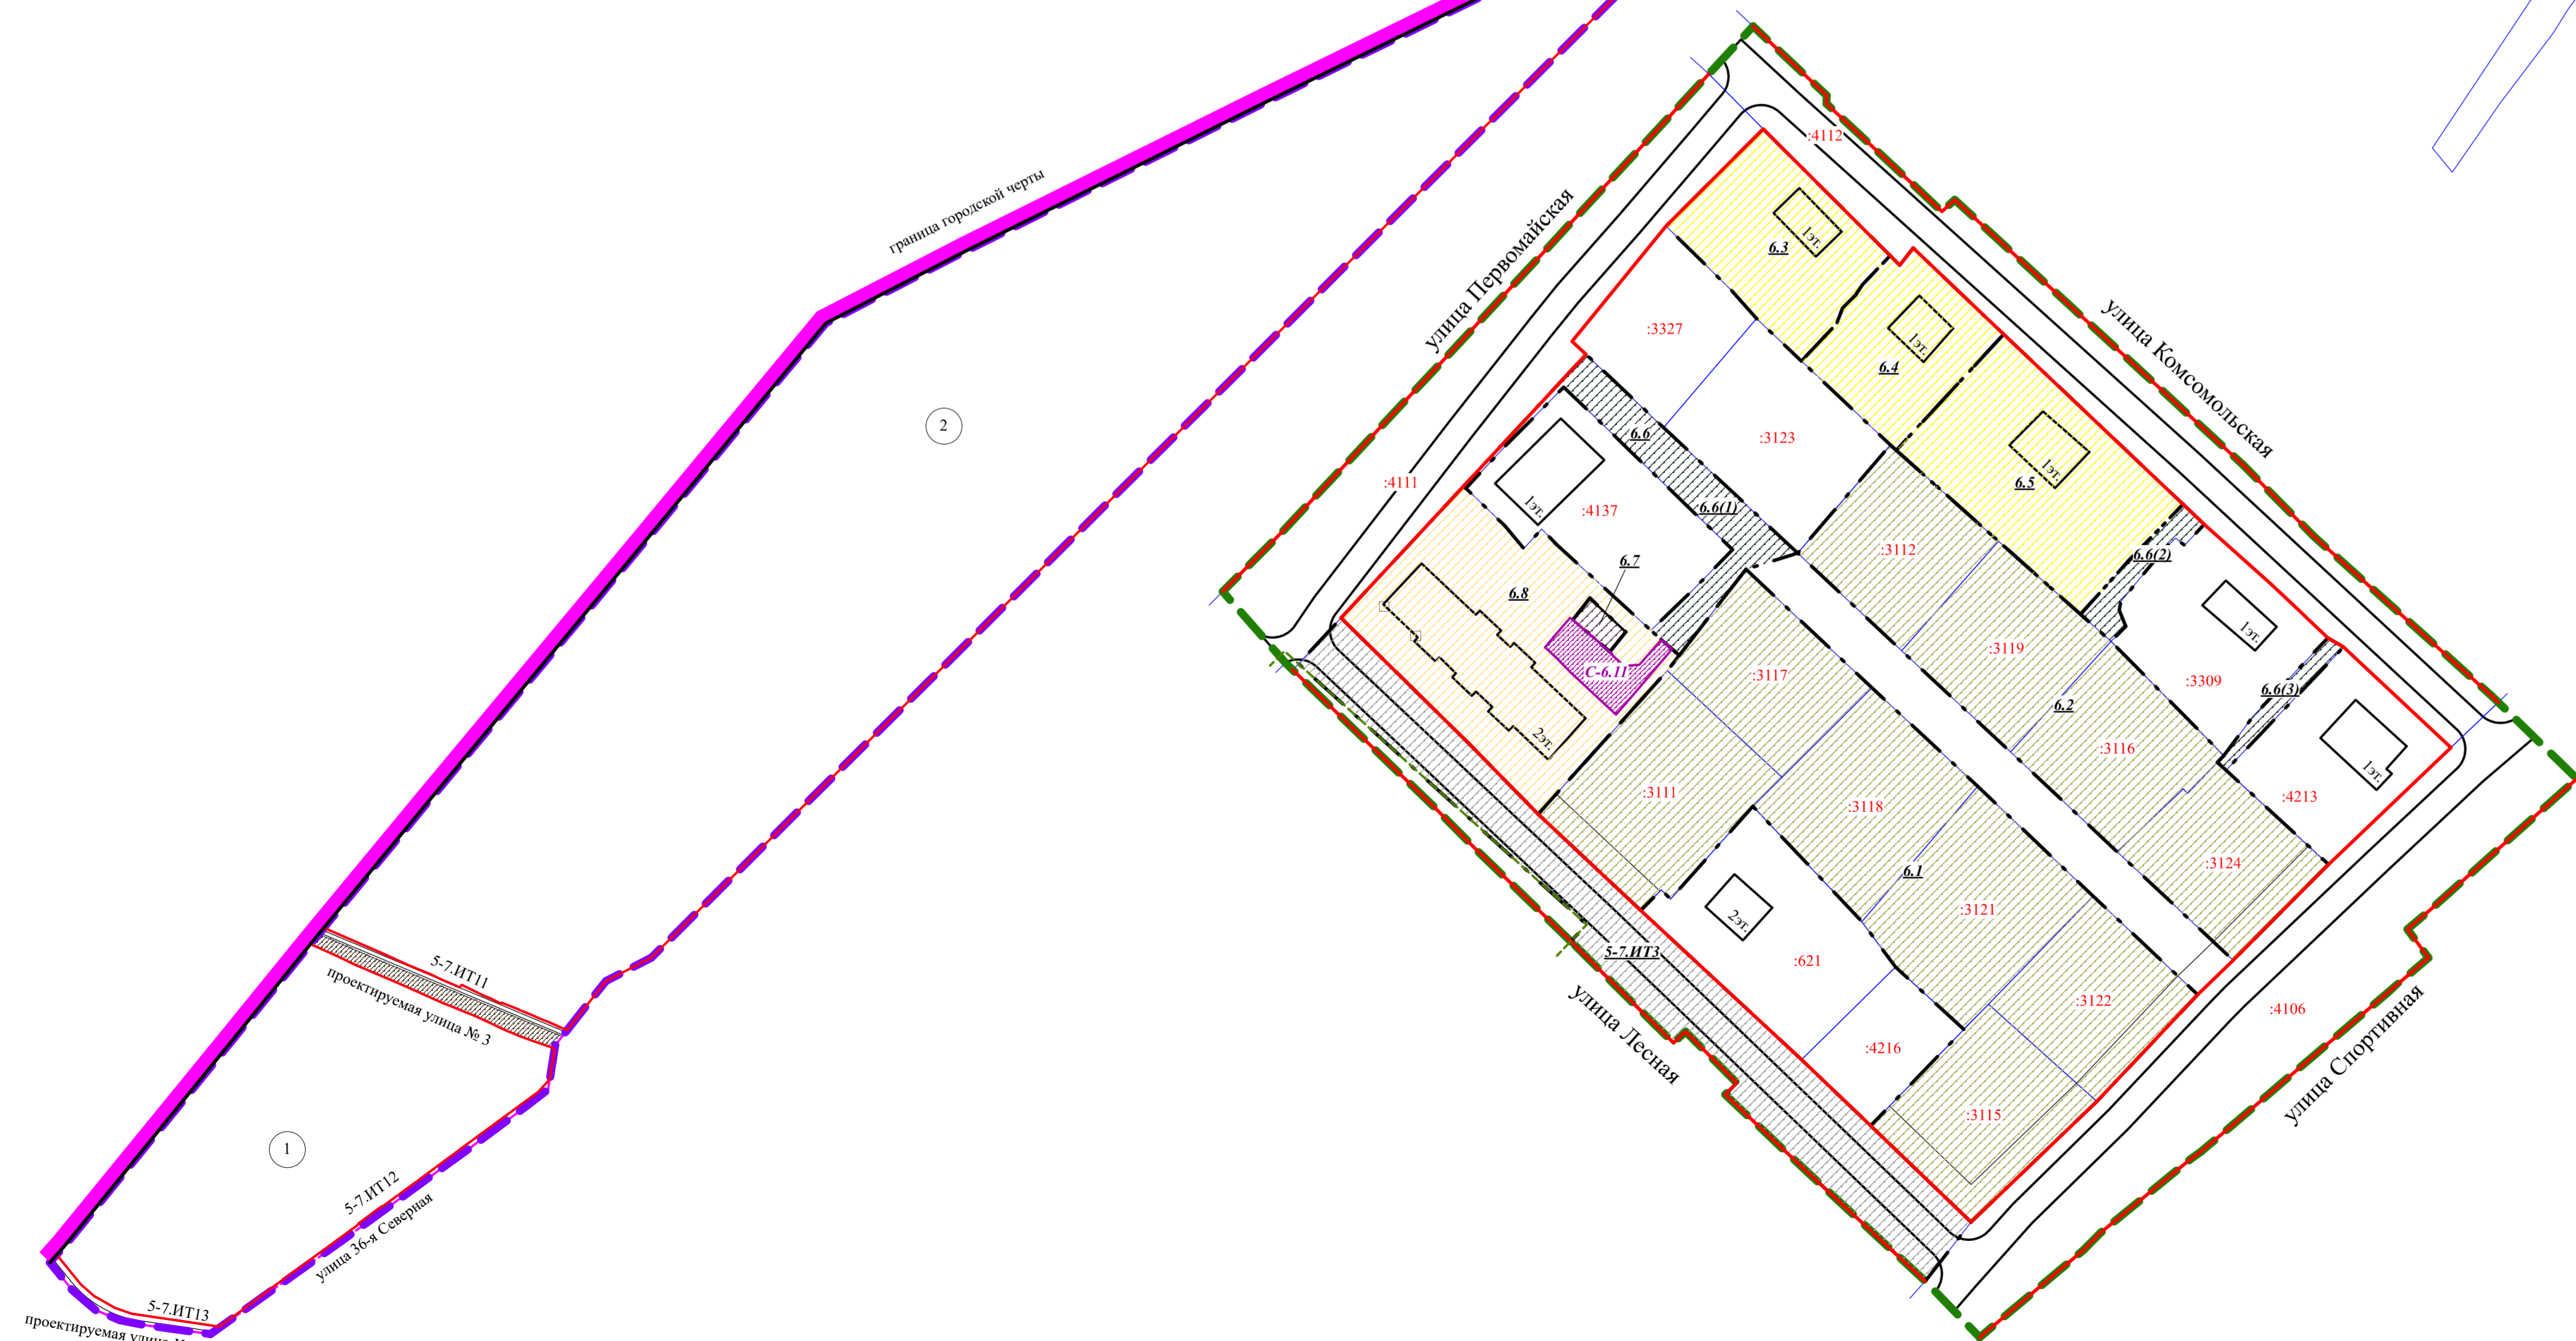 граница городской черты
2
5-7.ИТ11
проектируемая улица № 3
1
5-7.ИТ12
улица 36-я Северная
5-7.ИТ13
проектируемая улица
улица Первомайская
улица Комсомольская
улица Лесная
улица Спортивная
:4112
1эт.
6.3
1эт.
6.4
:3327
:3123
6.6
1эт.
6.5
:4111
1эт.
:4137
6.6(1)
:3112
6.6(2)
6.7
6.8
1эт.
:3119
:3309
С-6.11
:3117
6.6(3)
6.2
2эт.
:3116
1эт.
:3111
:3118
:4213
6.1
:3124
2эт.
:3121
5-7.ИТ3
:621
:3122
:4106
:4216
:3115